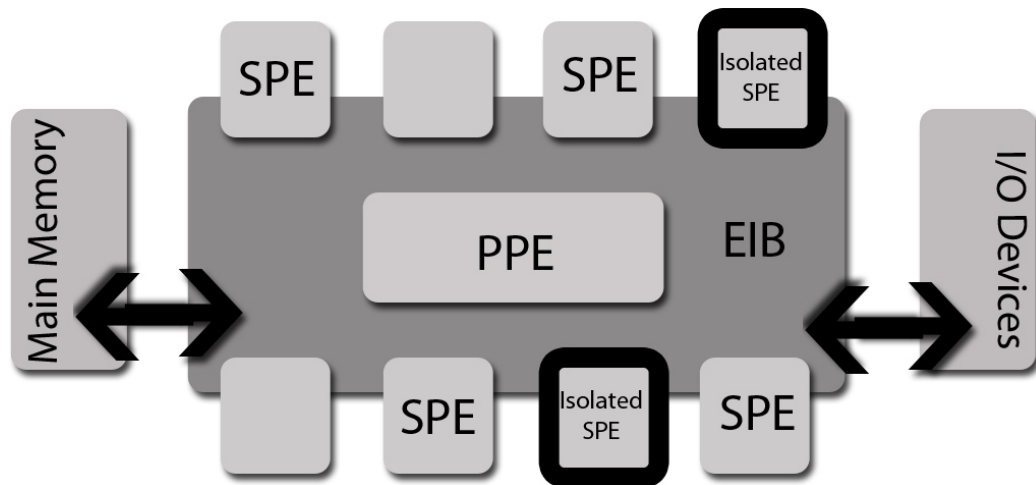 SPE
SPE
Isolated
SPE
Main Memory
PPE
EIB
I/O Devices
SPE
Isolated
SPE
SPE